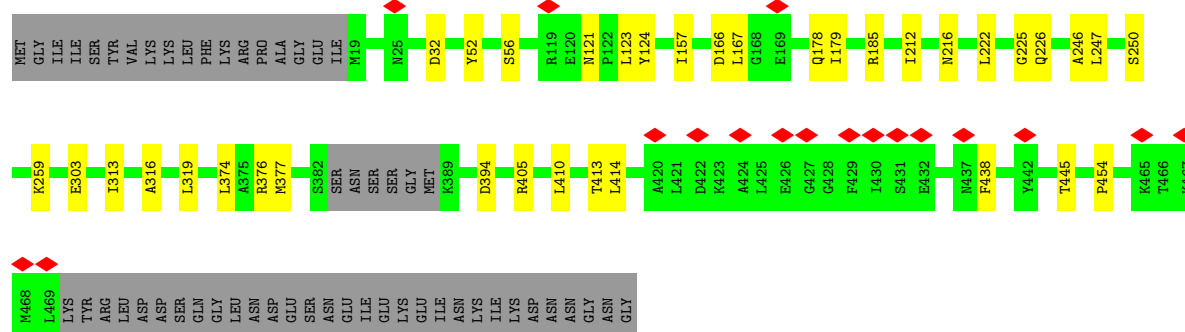 MET GLY ILE ILE SER TYR VAL LYS LYS LEU PHE LYS ARG PRO ALA GLY GLU ILE M19 N25 D32 Y52 S56 R119 E120 N121 P122 L123 Y124 I157 D166 L167 G168 E169 Q178 I179 R185 I212 N216 L222 G225 Q226 A246 L247 S250
K259 E303 I313 A316 L319 L374 A375 R376 M377 S382 SER ASN SER SER GLY MET K389 D394 R405 L410 T413 L414 A420 L421 D422 K423 A424 L425 E426 G427 G428 F429 I430 S431 E432 N437 F438 Y442 T445 P454 K465 T466
M468 L469 LYS TYR ARG LEU ASP ASP SER GLN GLY LEU ASN ASP GLU SER ASN GLU ILE GLU LYS GLU ILE ASN LYS ILE LYS ASP ASN ASN GLY ASN GLY